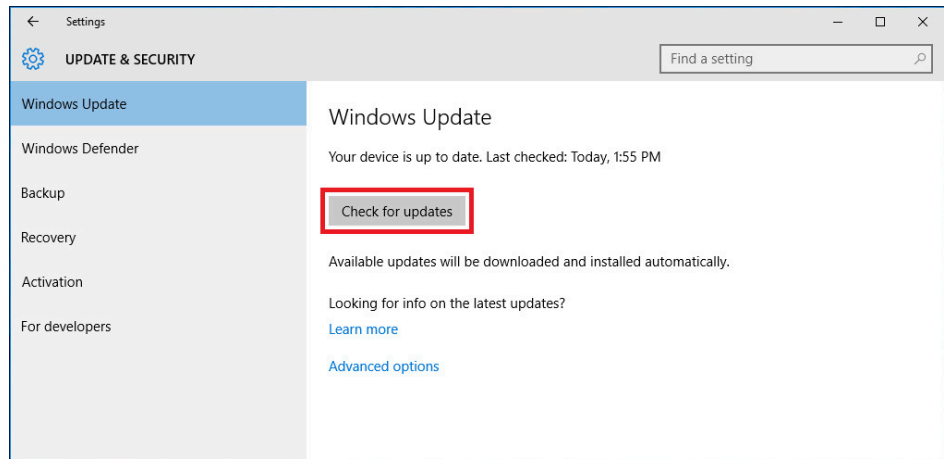 Settings
UPDATE & SECURITY
Find a setting
Windows Update
Windows Defender
Backup
Recovery
Activation
For developers
Windows Update
Your device is up to date. Last checked: Today, 1:55 PM
Check for updates
Available updates will be downloaded and installed automatically.
Looking for info on the latest updates?
Learn more
Advanced options